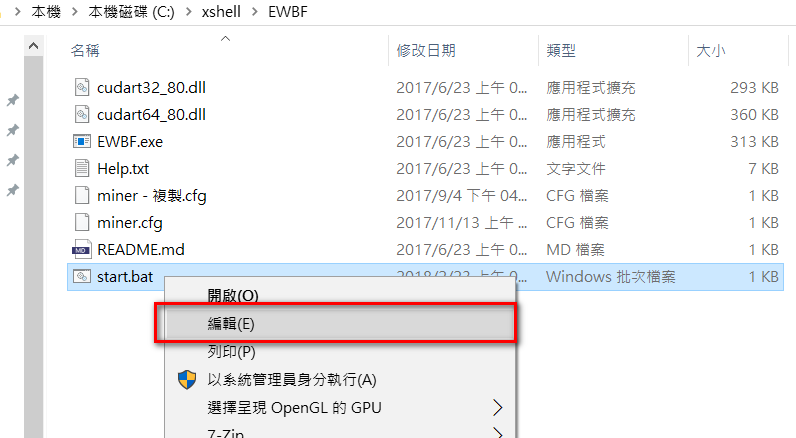 本機 > 本機磁碟 (C:) > xshell > EWBF
名稱 修改日期 類型 大小
cudart32_80.dll 2017/6/23 上午 0... 應用程式擴充 293 KB
cudart64_80.dll 2017/6/23 上午 0... 應用程式擴充 360 KB
EWBF.exe 2017/6/23 上午 0... 應用程式 313 KB
Help.txt 2017/6/23 上午 0... 文字文件 7 KB
miner - 複製.cfg 2017/9/4 下午 04... CFG 檔案 1 KB
miner.cfg 2017/11/13 上午 ... CFG 檔案 1 KB
README.md 2017/6/23 上午 0... MD 檔案 1 KB
start.bat 2018/2/23 上午 0... Windows 批次檔案 1 KB
開啟(O)
編輯(E)
列印(P)
以系統管理員身分執行(A)
選擇呈現 OpenGL 的 GPU
7-Zip